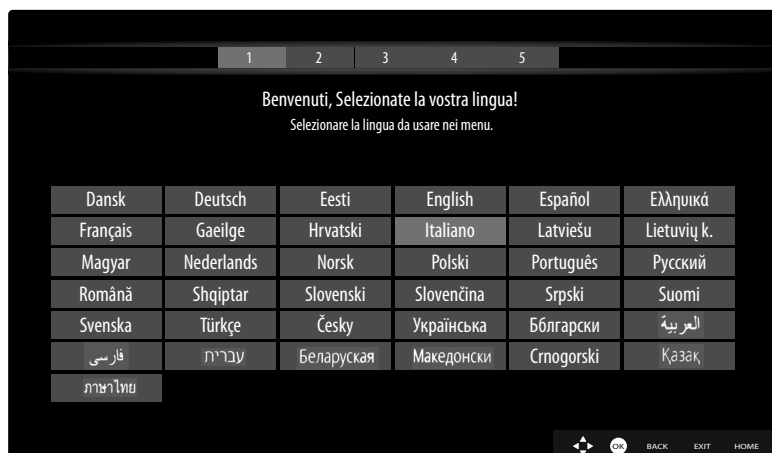 1 2 3 4 5
Benvenuti, Selezionate la vostra lingua!
Selezionare la lingua da usare nei menu.
Dansk Deutsch Eesti English Español Ελληυικά
Français Gaeilge Hrvatski Italiano Latviešu Lietuvių k.
Magyar Nederlands Norsk Polski Português Русский
Română Shqiptar Slovenski Slovenčina Srpski Suomi
Svenska Türkçe Česky Українська Бблгарски العربية
فارسی עברית Беларуская Македонски Crnogorski Қазақ
ภาษาไทย
OK BACK EXIT HOME